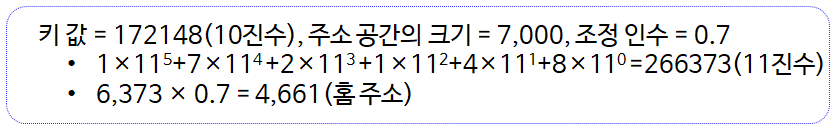 키 값 = 172148(10진수), 주소 공간의 크기 = 7,000, 조정 인수 = 0.7
• 1×11⁵+7×11⁴+2×11³+1×11²+4×11¹+8×11⁰=266373(11진수)
• 6,373 × 0.7 = 4,661(홈 주소)